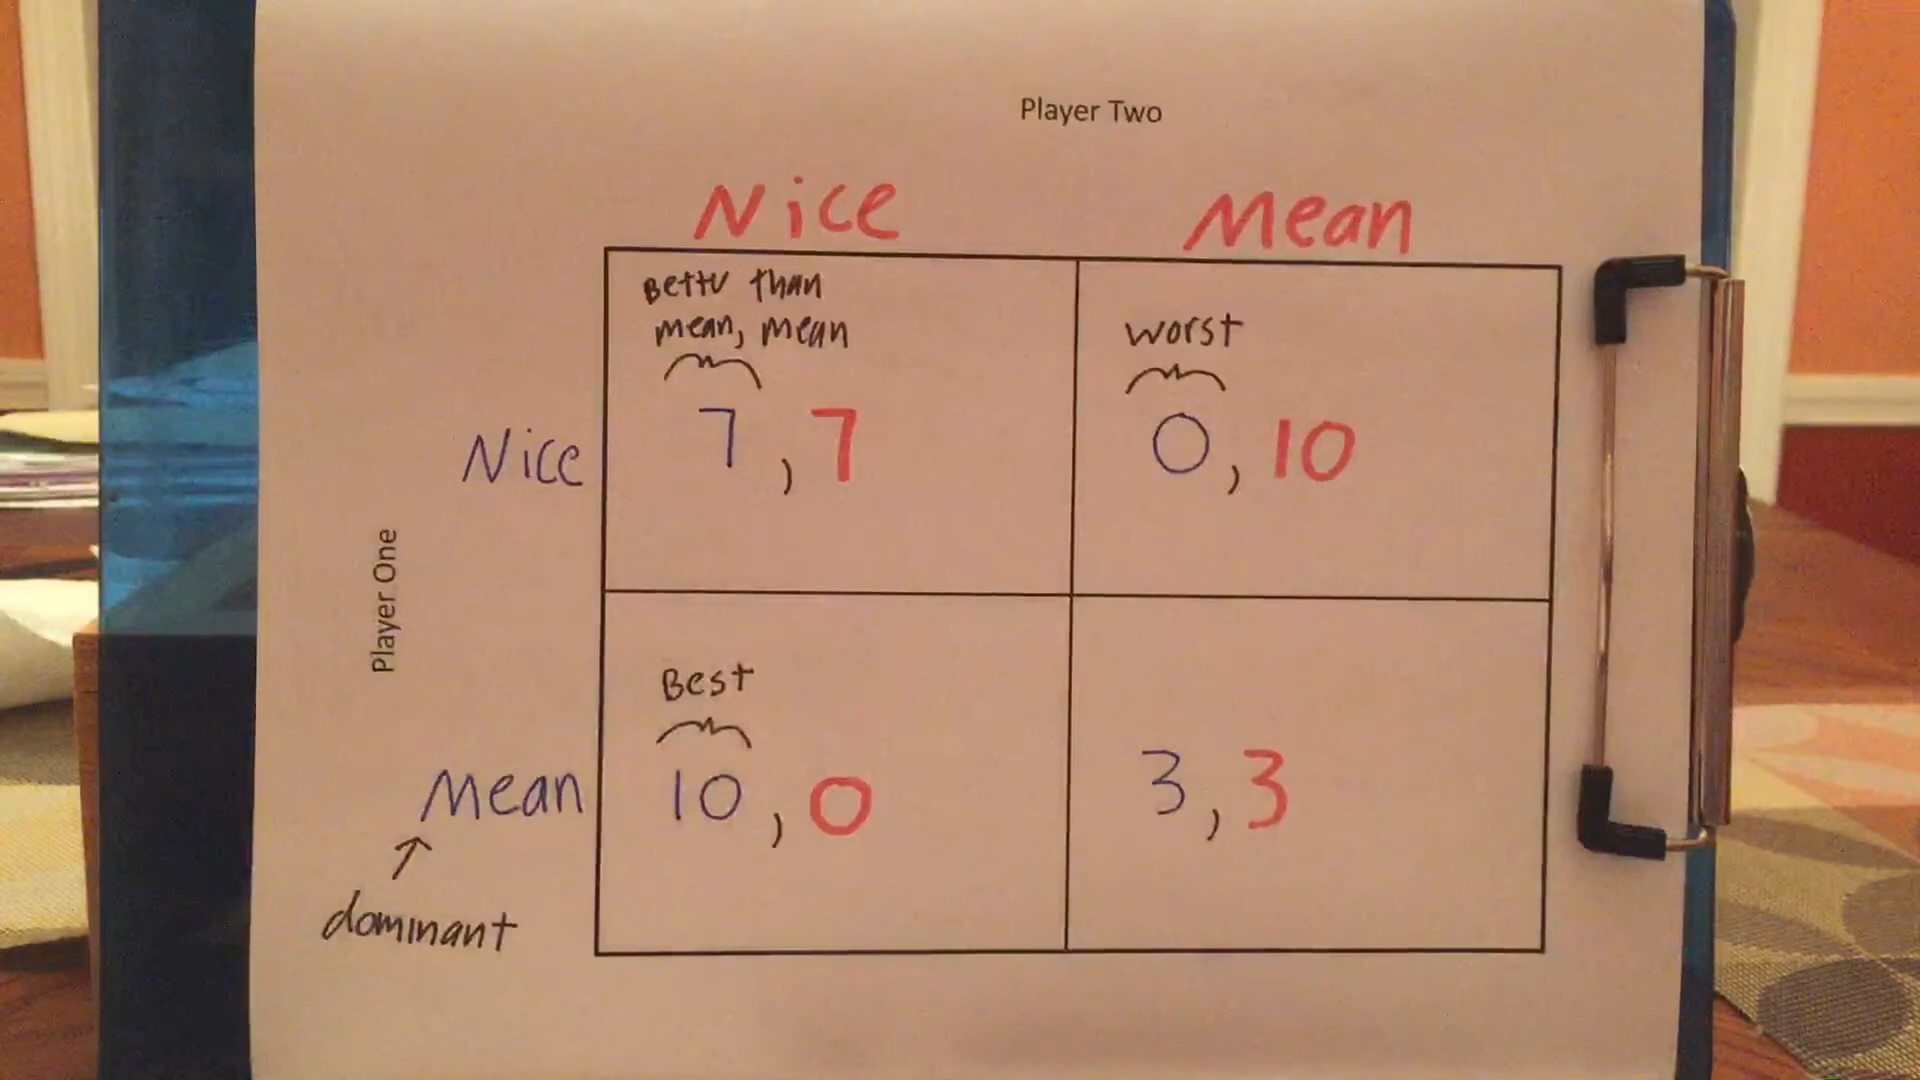 Player Two
Nice Mean
Better than
mean, mean
worst
Nice 7, 7 0, 10
Player One
Best
Mean 10, 0 3, 3
dominant